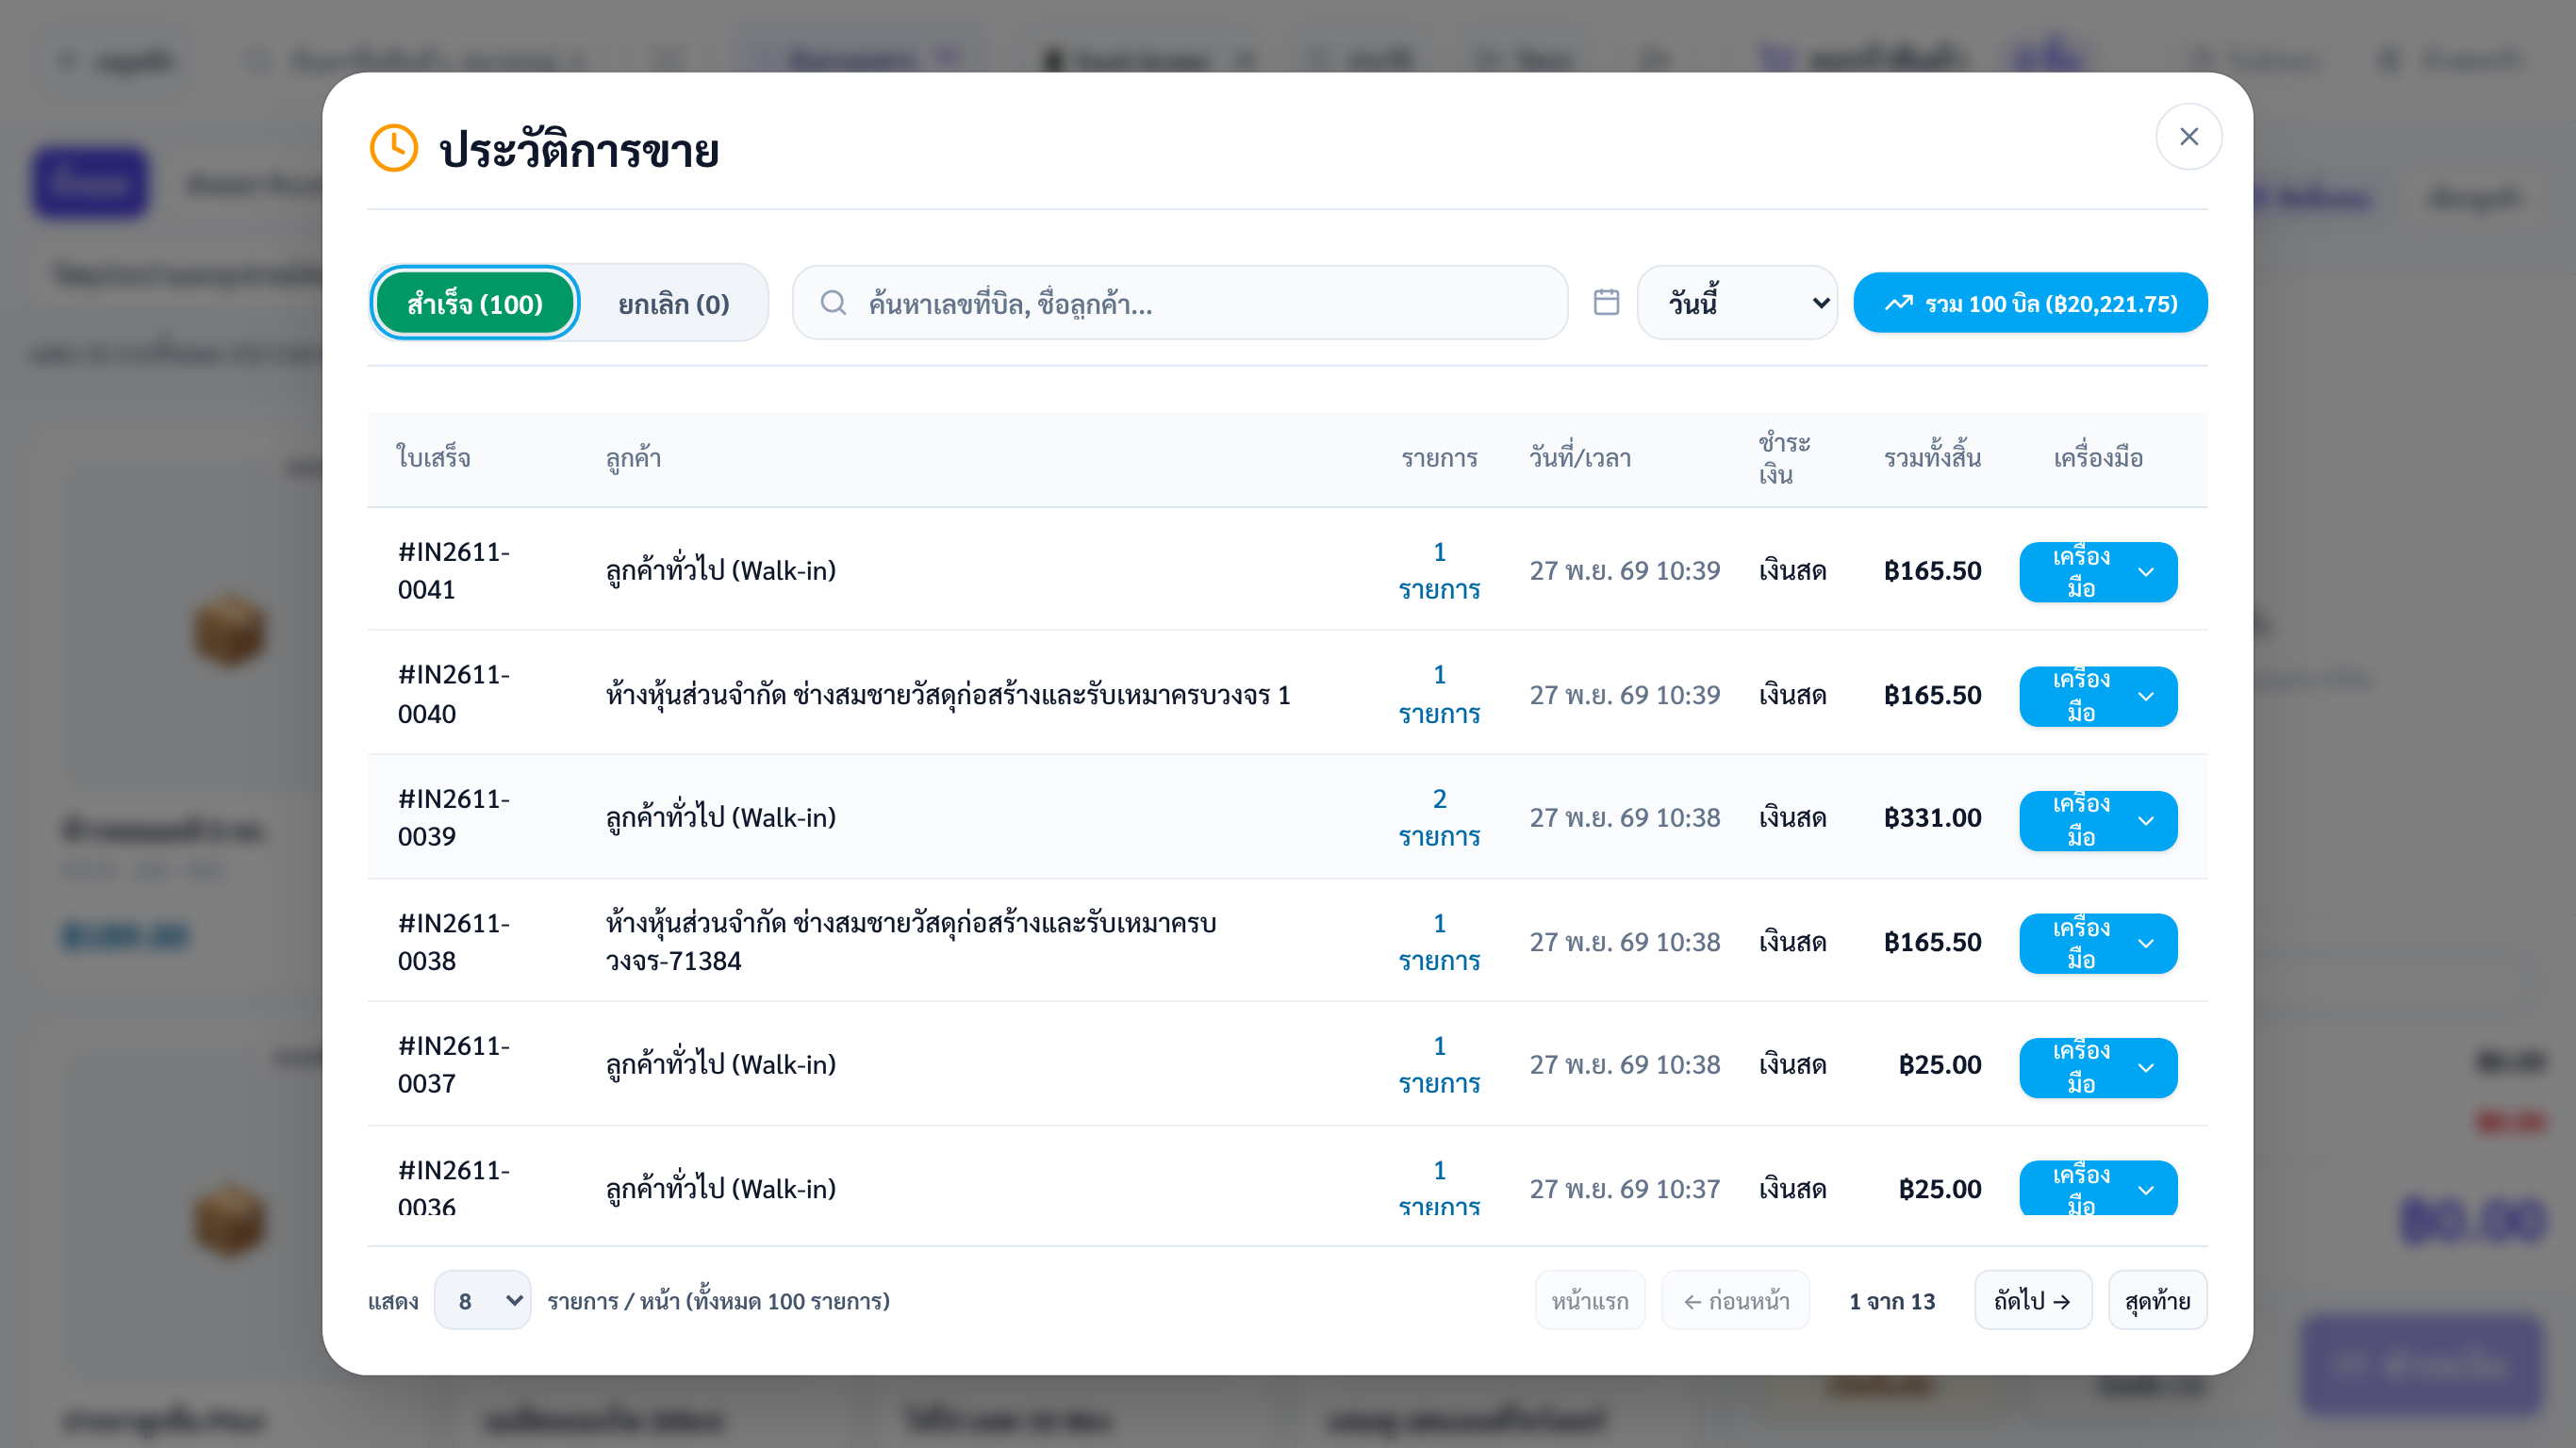 ประวัติการขาย
สำเร็จ (100)
ยกเลิก (0)
ค้นหาเลขที่บิล, ชื่อลูกค้า...
วันนี้
รวม 100 บิล (฿20,221.75)
ใบเสร็จ
ลูกค้า
รายการ
วันที่/เวลา
ชำระ
เงิน
รวมทั้งสิ้น
เครื่องมือ
#IN2611-
0041
ลูกค้าทั่วไป (Walk-in)
1
รายการ
27 พ.ย. 69 10:39
เงินสด
฿165.50
เครื่อง
มือ
#IN2611-
0040
ห้างหุ้นส่วนจำกัด ช่างสมชายวัสดุก่อสร้างและรับเหมาครบวงจร 1
1
รายการ
27 พ.ย. 69 10:39
เงินสด
฿165.50
เครื่อง
มือ
#IN2611-
0039
ลูกค้าทั่วไป (Walk-in)
2
รายการ
27 พ.ย. 69 10:38
เงินสด
฿331.00
เครื่อง
มือ
#IN2611-
0038
ห้างหุ้นส่วนจำกัด ช่างสมชายวัสดุก่อสร้างและรับเหมาครบ
วงจร-71384
1
รายการ
27 พ.ย. 69 10:38
เงินสด
฿165.50
เครื่อง
มือ
#IN2611-
0037
ลูกค้าทั่วไป (Walk-in)
1
รายการ
27 พ.ย. 69 10:38
เงินสด
฿25.00
เครื่อง
มือ
#IN2611-
0036
ลูกค้าทั่วไป (Walk-in)
1
รายการ
27 พ.ย. 69 10:37
เงินสด
฿25.00
เครื่อง
มือ
แสดง
8
รายการ / หน้า (ทั้งหมด 100 รายการ)
หน้าแรก
← ก่อนหน้า
1 จาก 13
ถัดไป →
สุดท้าย
฿0.00